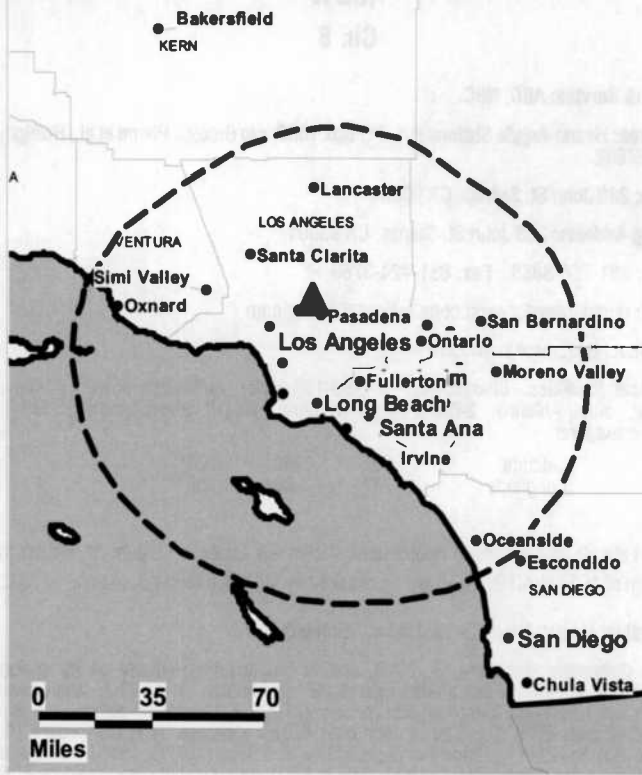 Bakersfield
KERN
Lancaster
LOS ANGELES
VENTURA
Santa Clarita
Simi Valley
Oxnard
Pasadena
San Bernardino
Los Angeles
Ontario
Fullerton
Moreno Valley
Long Beach
Santa Ana
Irvine
Oceanside
Escondido
SAN DIEGO
San Diego
Chula Vista
0 35 70
Miles